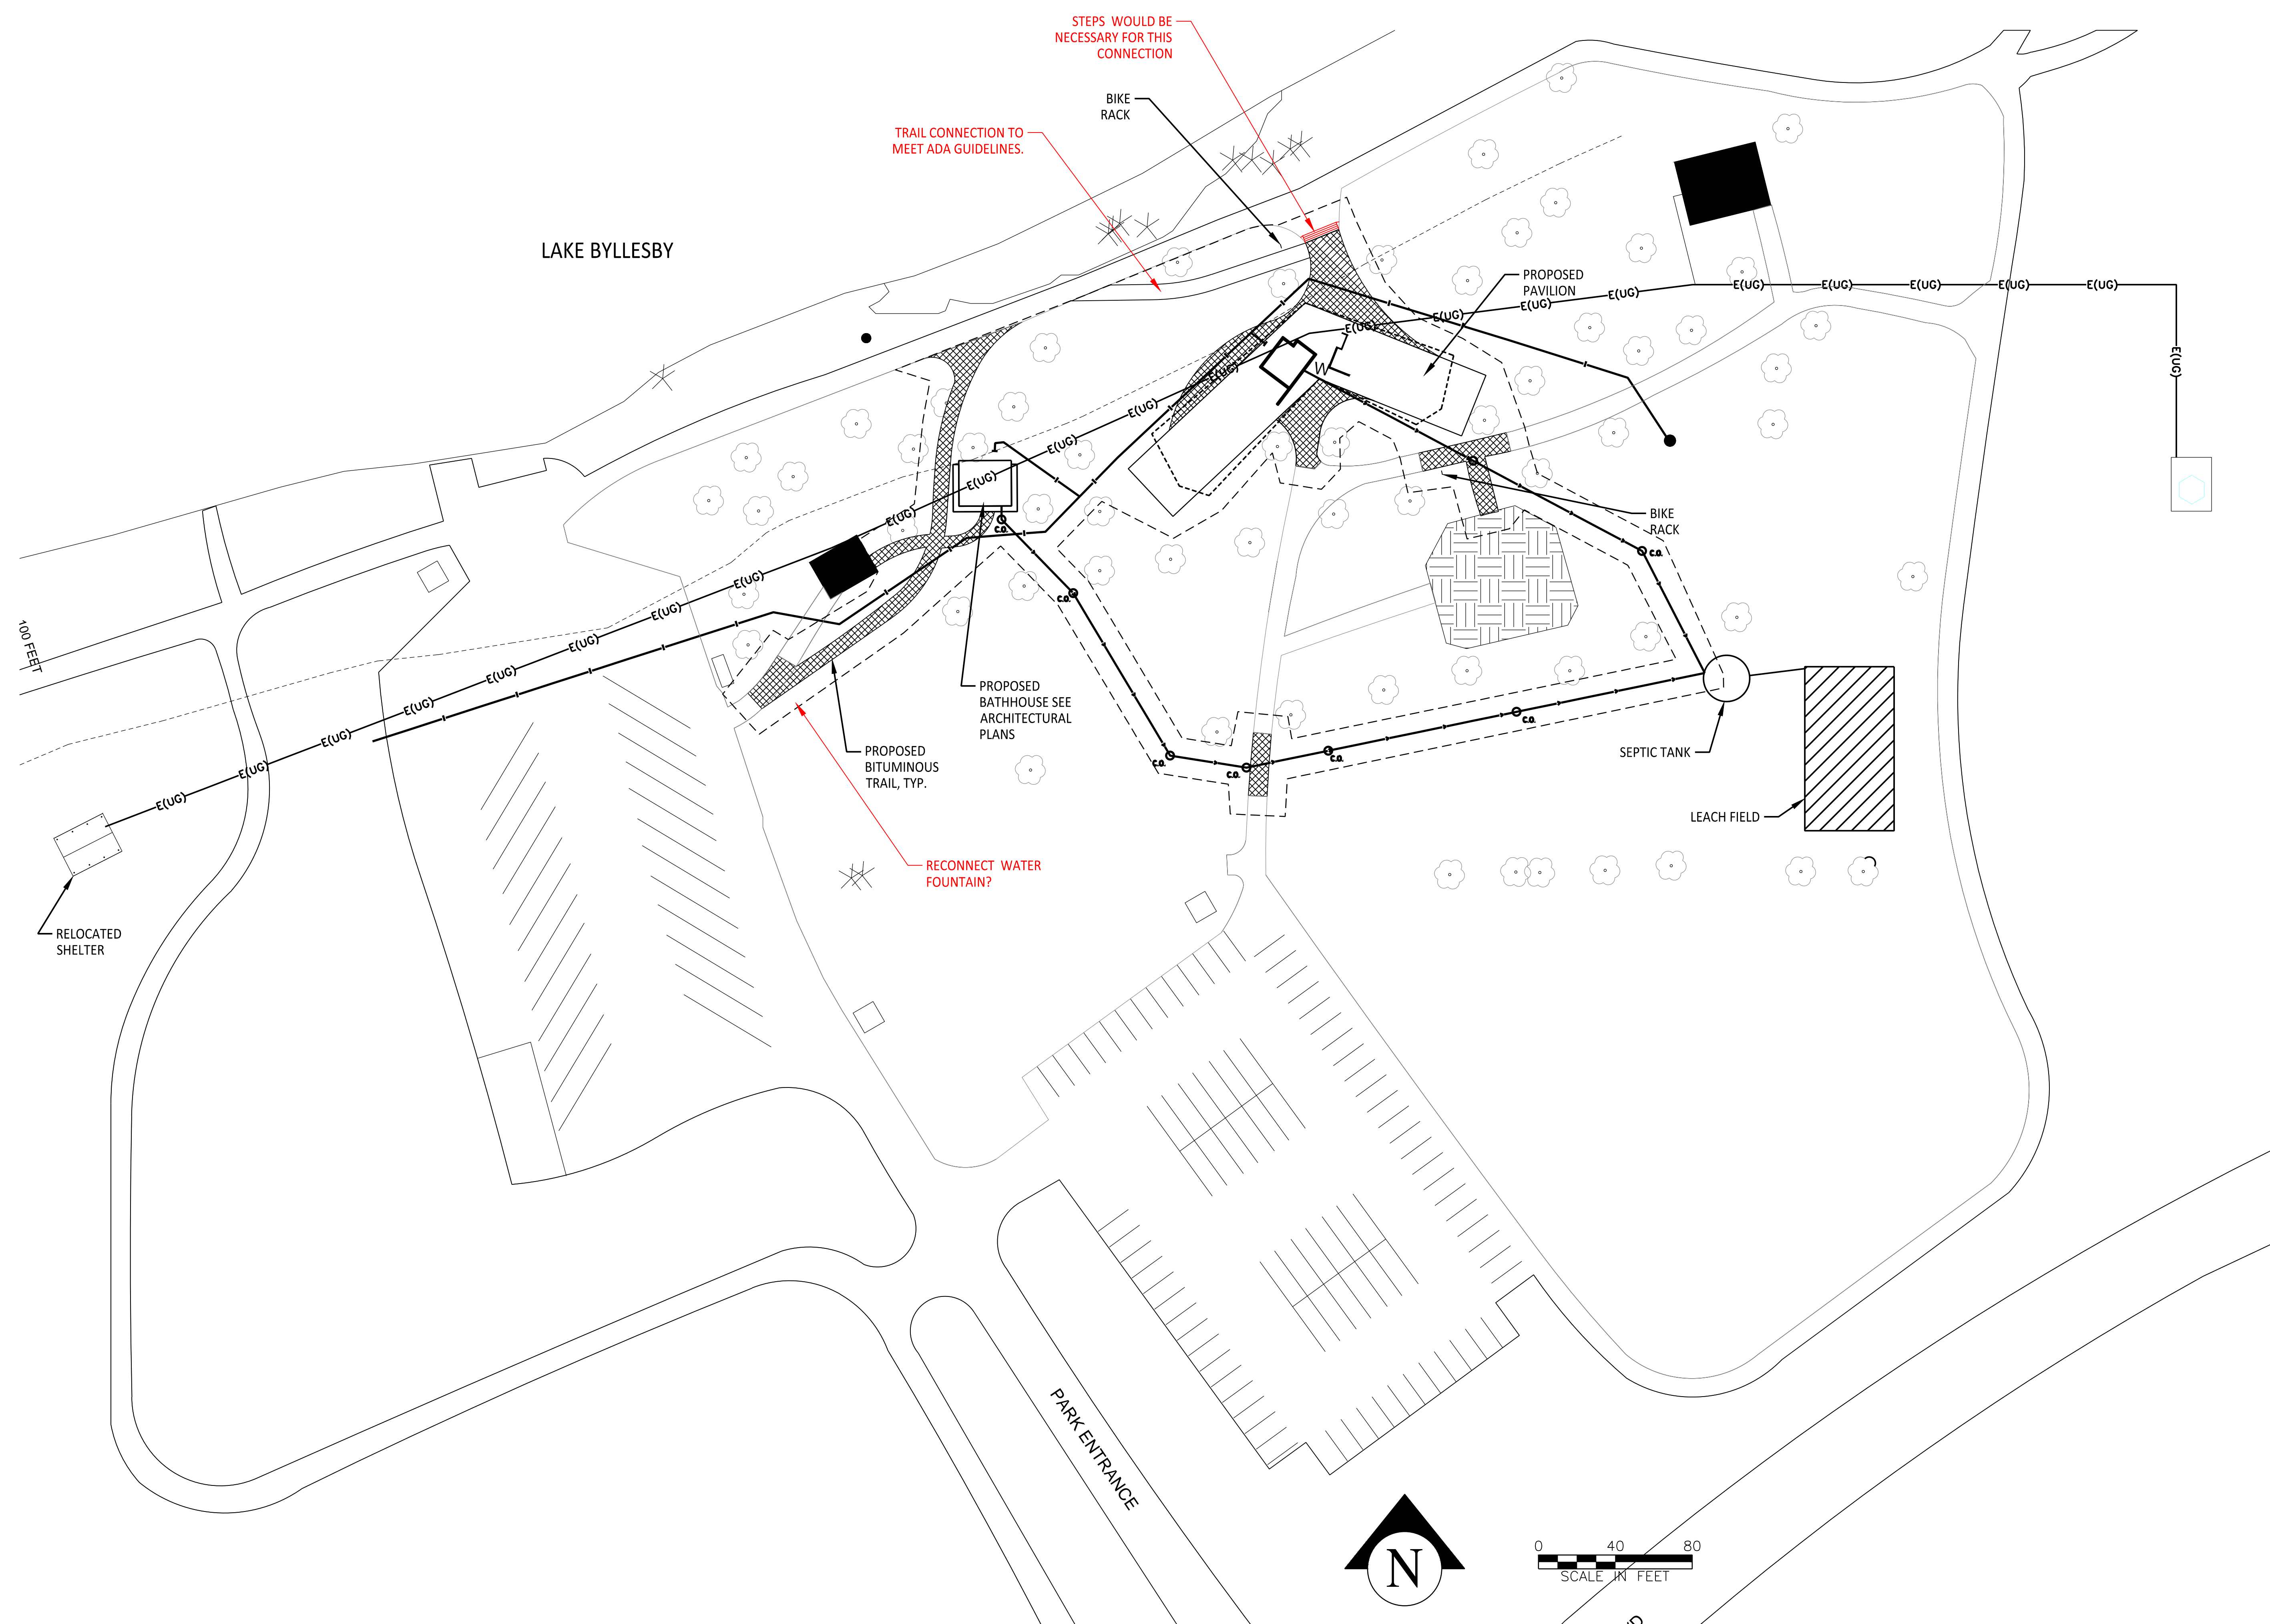 STEPS WOULD BE
NECESSARY FOR THIS
CONNECTION
BIKE
RACK
TRAIL CONNECTION TO
MEET ADA GUIDELINES.
LAKE BYLLESBY
PROPOSED
PAVILION
E(UG)
E(UG)
E(UG)
E(UG)
E(UG)
E(UG)
E(UG)
E(UG)
E(UG)
E(UG)
E(UG)
W
E(UG)
E(UG)
E(UG)
E(UG)
E(UG)
E(UG)
E(UG)
E(UG)
E(UG)
E(UG)
E(UG)
E(UG)
E(UG)
BIKE
RACK
C.O.
C.O.
C.O.
C.O.
C.O.
C.O.
C.O.
100 FEET
PROPOSED
BATHHOUSE SEE
ARCHITECTURAL
PLANS
PROPOSED
BITUMINOUS
TRAIL, TYP.
SEPTIC TANK
LEACH FIELD
RECONNECT WATER
FOUNTAIN?
RELOCATED
SHELTER
PARK ENTRANCE
N
0 40 80
SCALE IN FEET